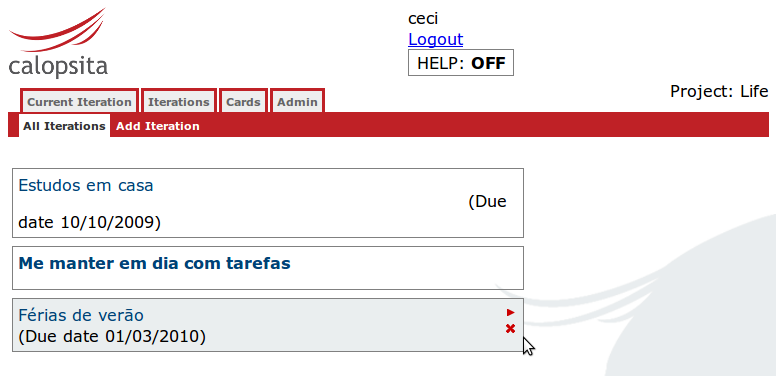 calopsita
ceci
Logout
HELP: OFF
Project: Life
Current Iteration Iterations Cards Admin
All Iterations Add Iteration
Estudos em casa
(Due
date 10/10/2009)
Me manter em dia com tarefas
Férias de verão
(Due date 01/03/2010)